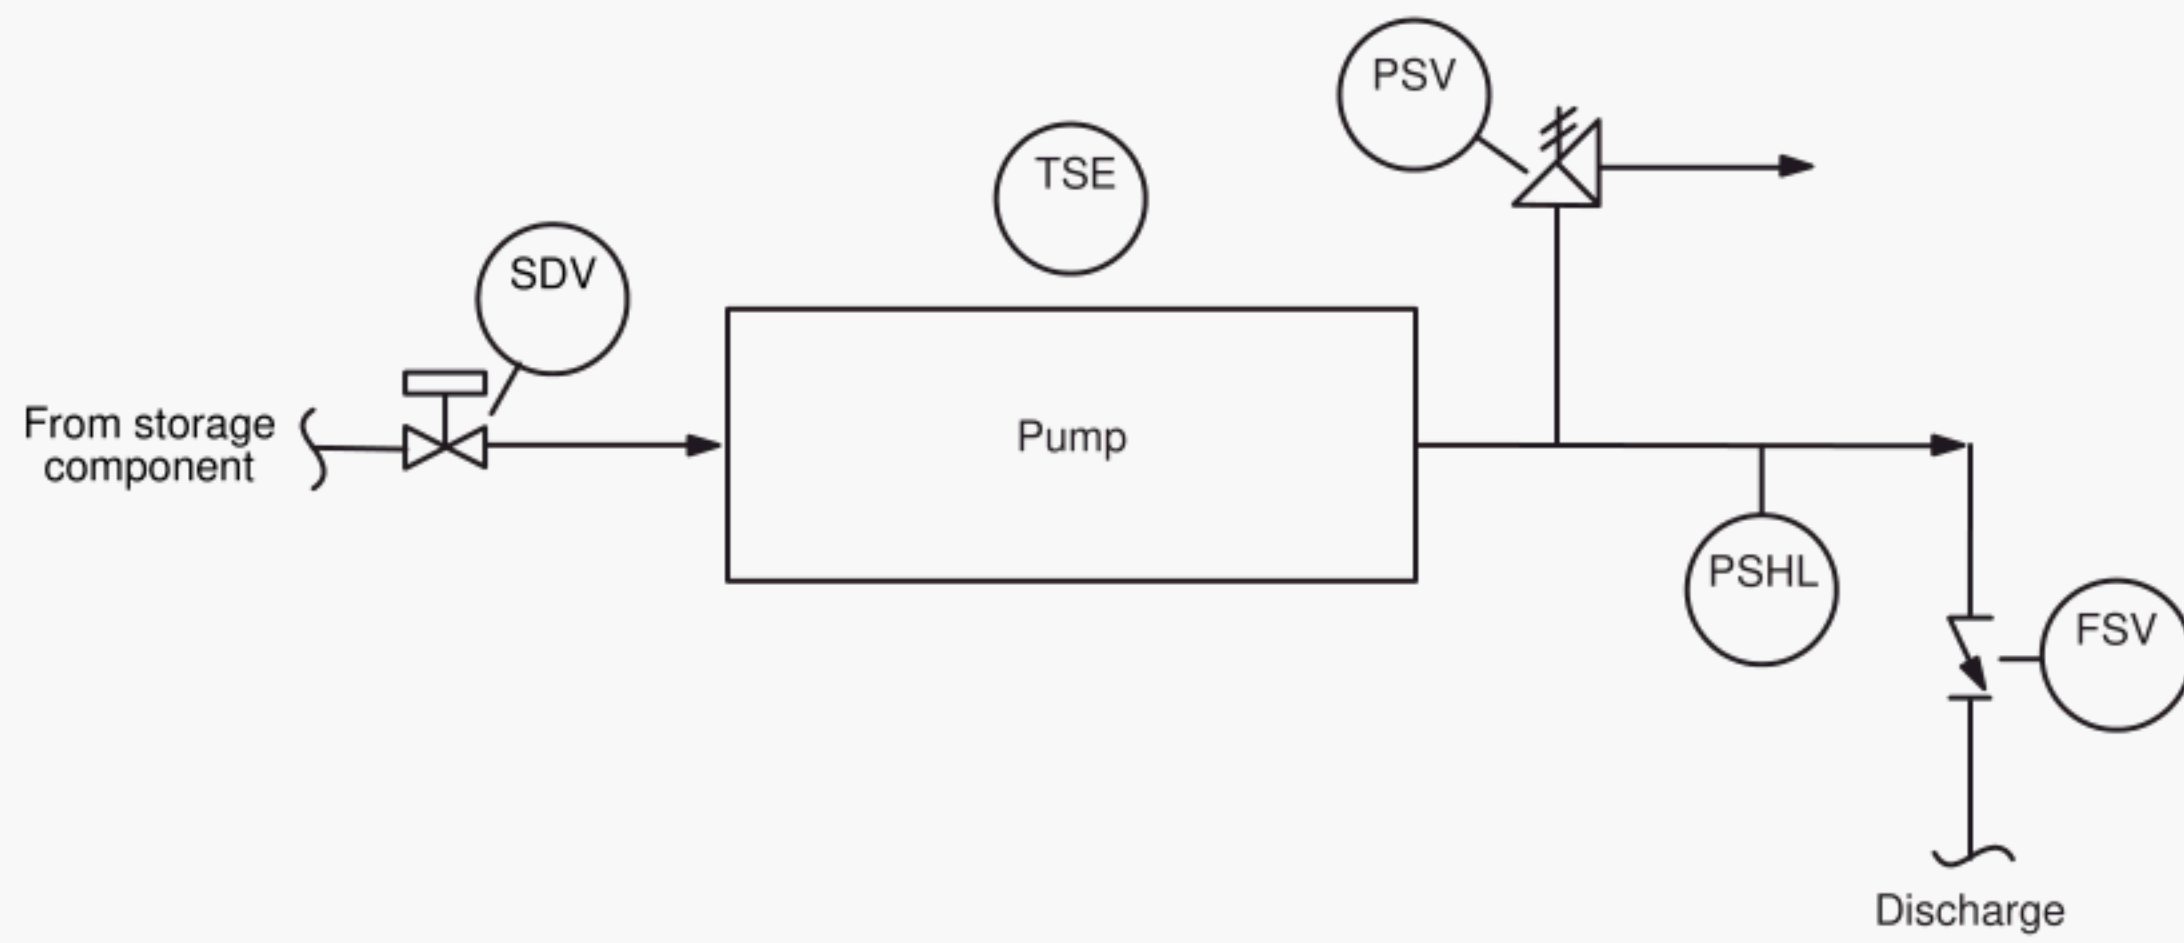 PSV
TSE
SDV
From storage
component
Pump
PSHL
FSV
Discharge